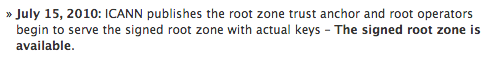 » July 15, 2010: ICANN publishes the root zone trust anchor and root operators
begin to serve the signed root zone with actual keys – The signed root zone is
available.